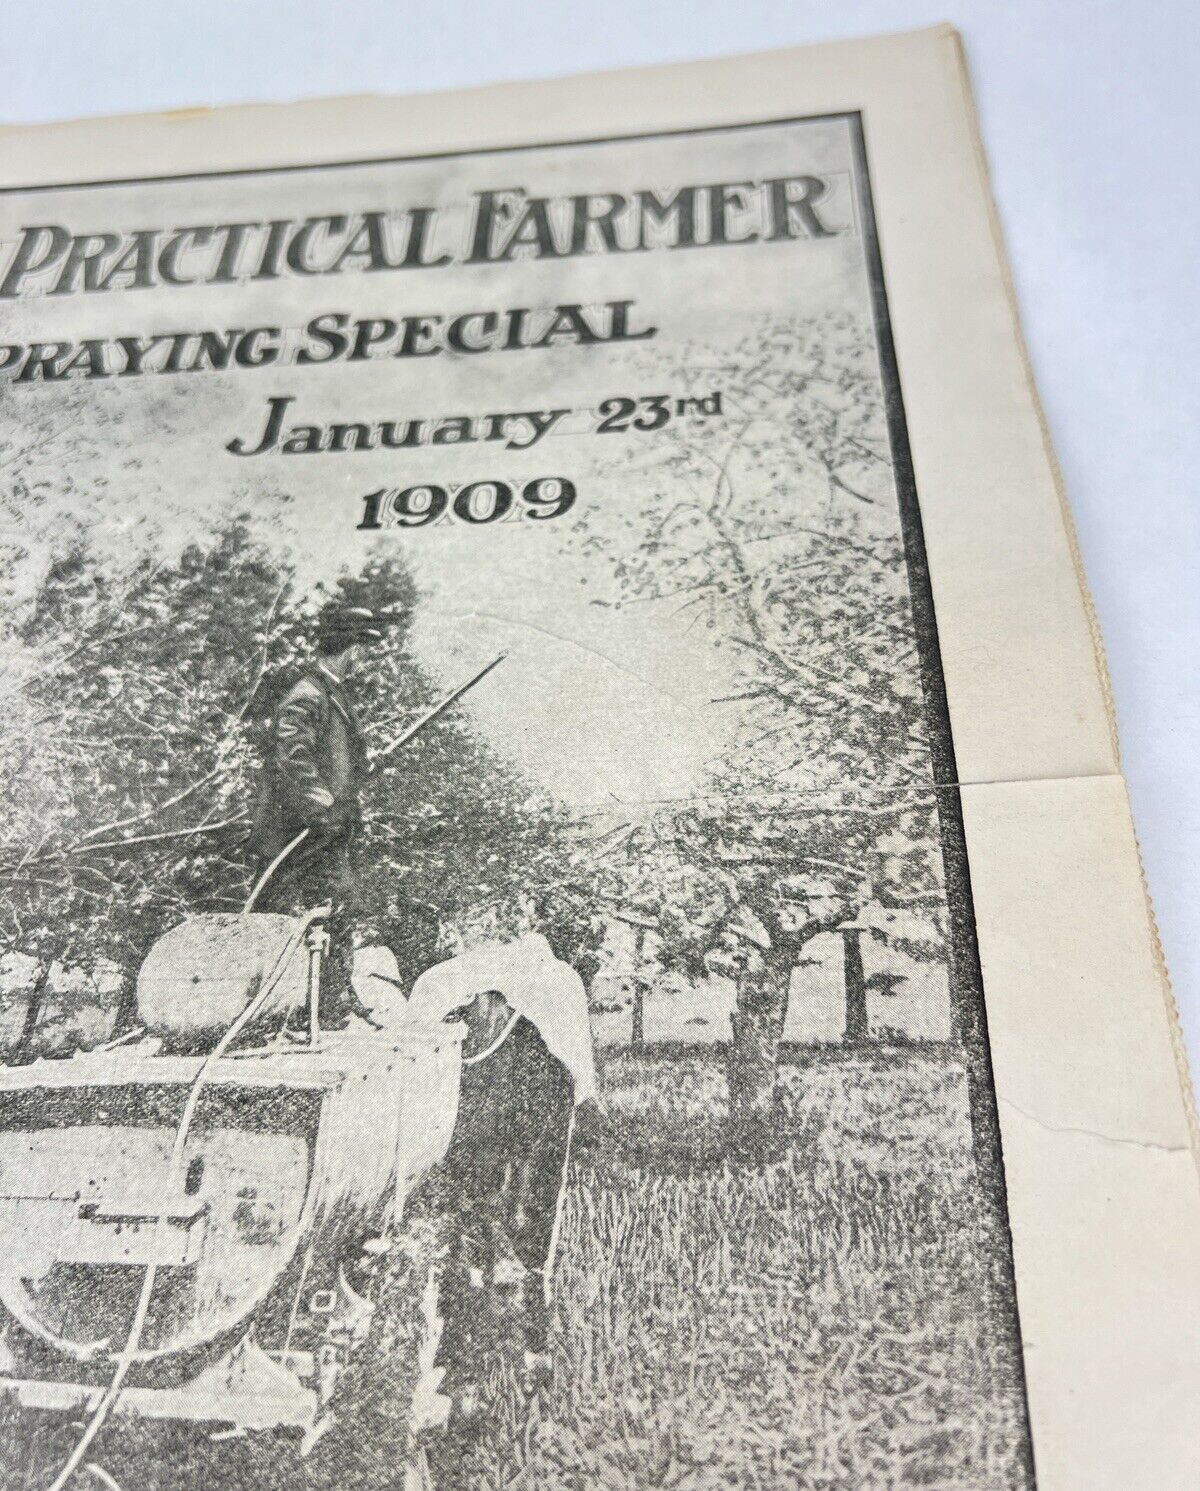 PRACTICAL FARMER
PRAYING SPECIAL
January 23rd
1909